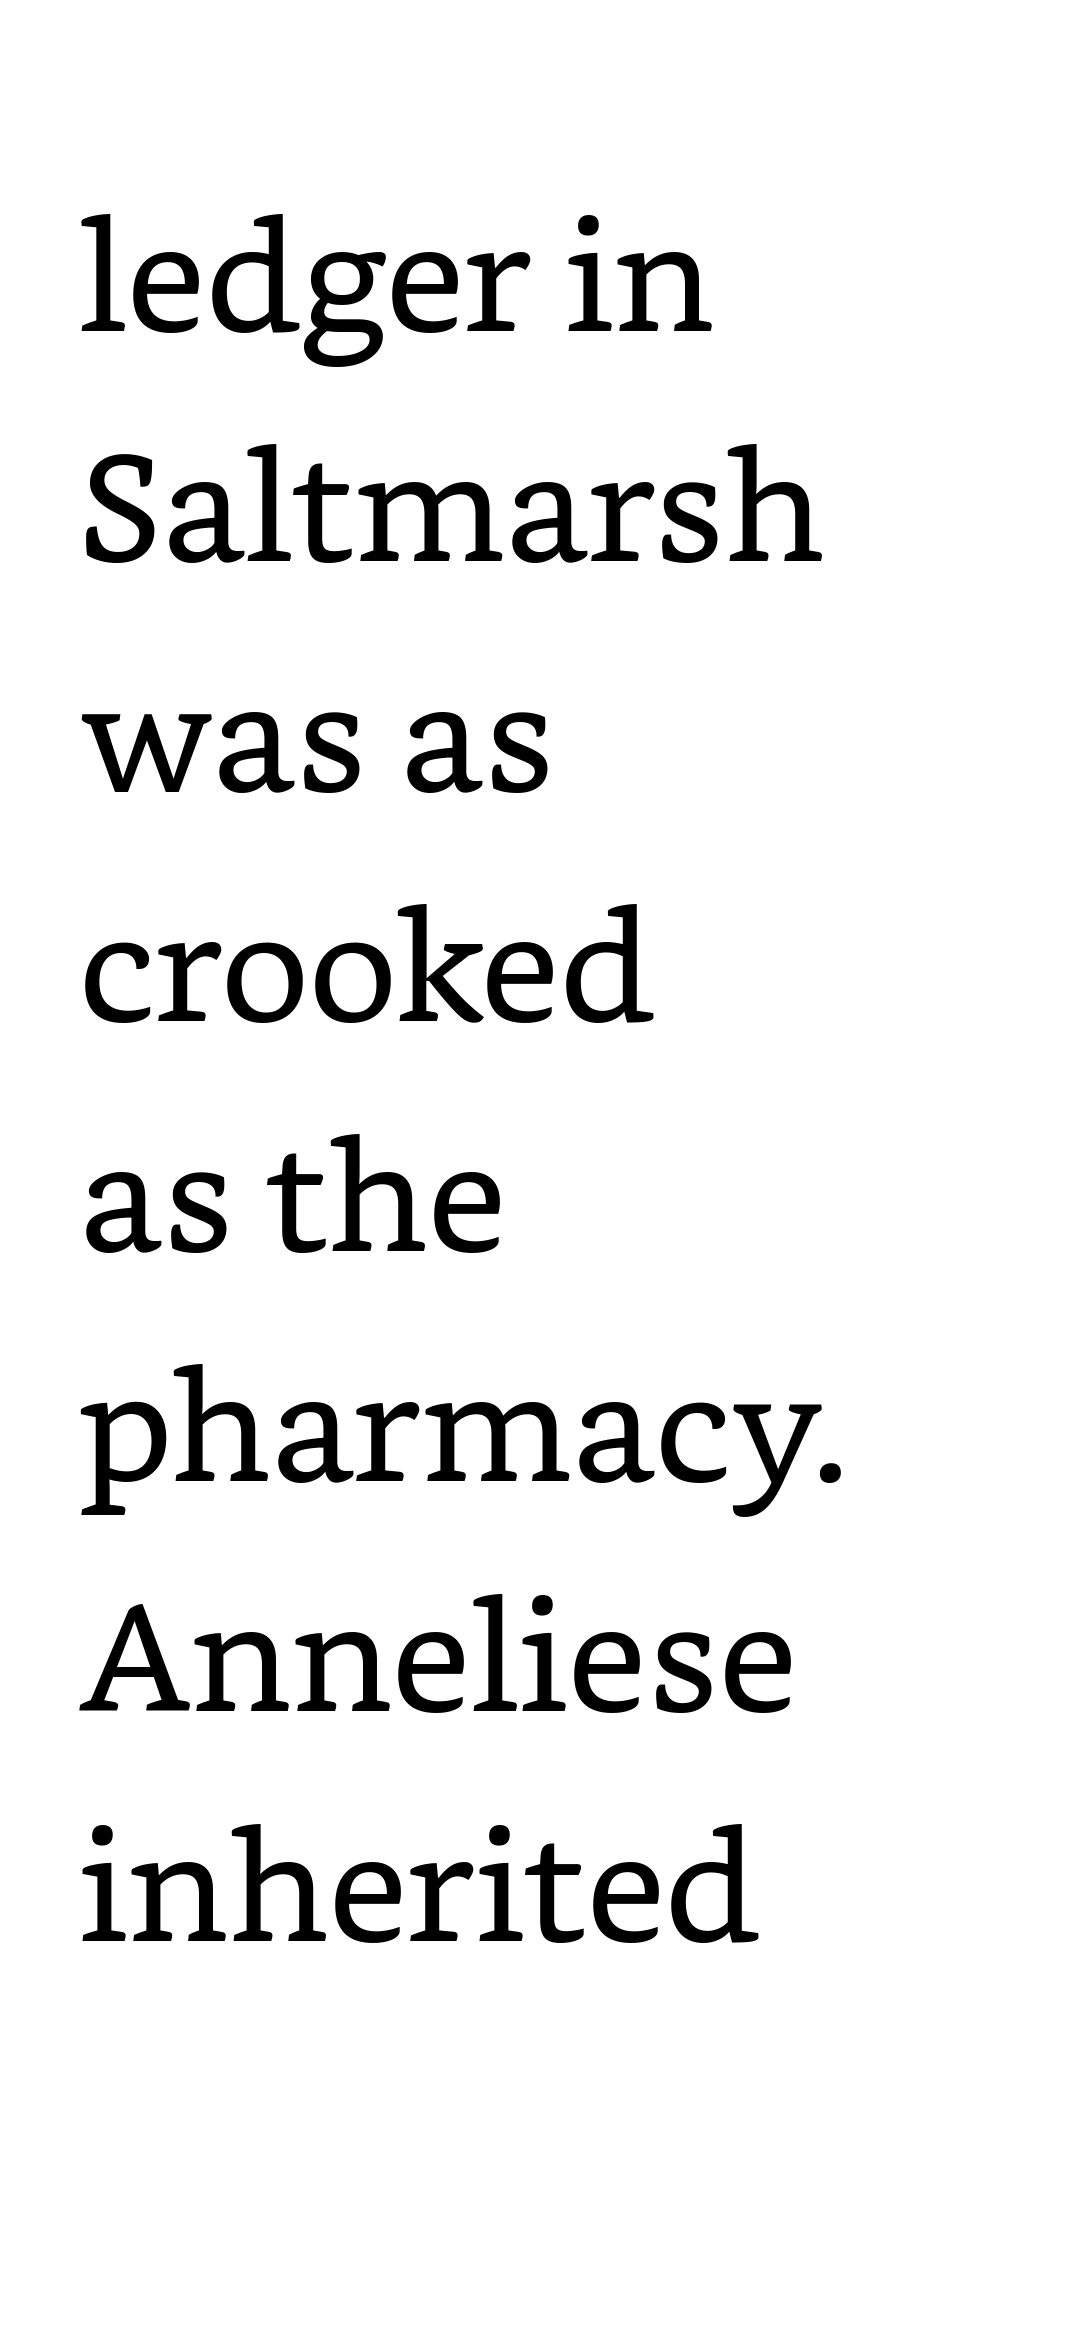 ledger in
Saltmarsh
was as
crooked
as the
pharmacy.
Anneliese
inherited